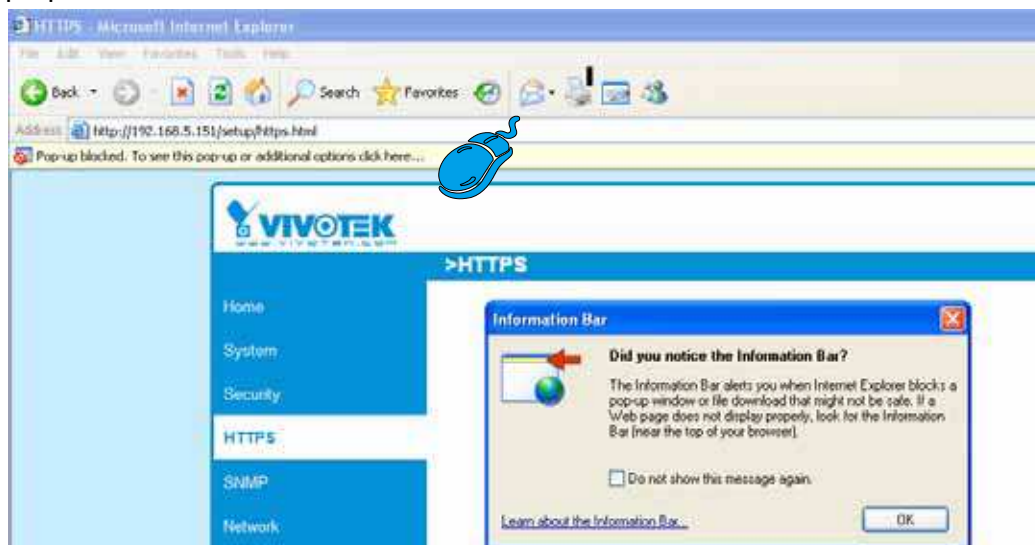 HTTPS - Microsoft Internet Explorer
File Edit View Favorites Tools Help
Back Search Favorites
Address http://192.168.5.151/setup/https.html
Pop-up blocked. To see this pop-up or additional options click here...
VIVOTEK
www.vivotek.com
>HTTPS
Home
System
Security
HTTPS
SNMP
Network
Information Bar
Did you notice the Information Bar?
The Information Bar alerts you when Internet Explorer blocks a
pop-up window or file download that might not be safe. If a
Web page does not display properly, look for the Information
Bar (near the top of your browser).
Do not show this message again.
Learn about the Information Bar...
OK